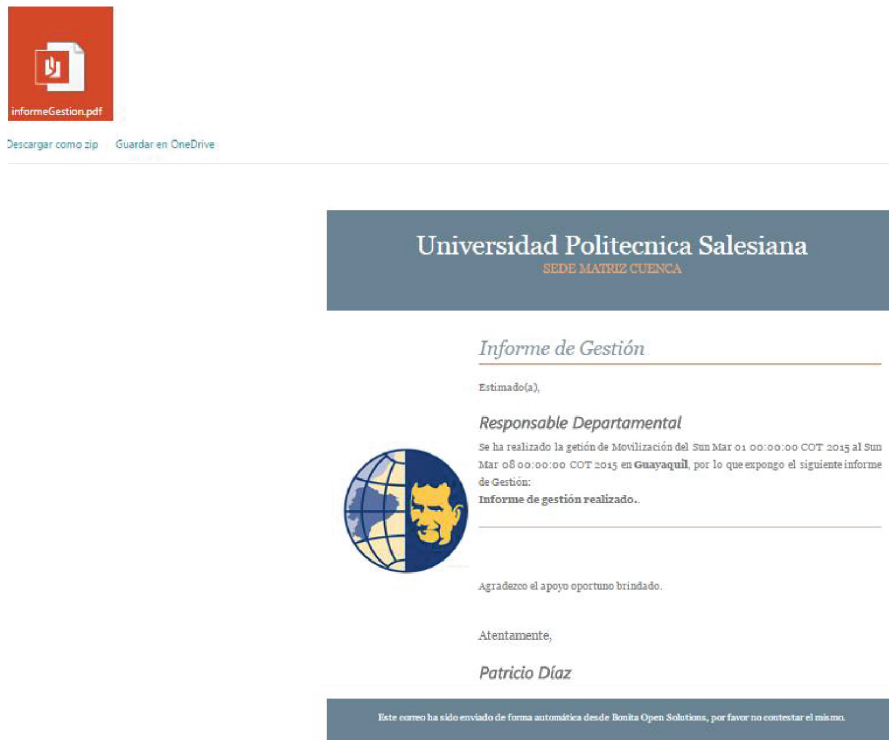 informeGestion.pdf
Descargar como zip Guardar en OneDrive
Universidad Politecnica Salesiana
SEDE MATRIZ CUENCA
Informe de Gestión
Estimado(a),
Responsable Departamental
Se ha realizado la getión de Movilización del Sun Mar 01 00:00:00 COT 2015 al Sun
Mar 08 00:00:00 COT 2015 en Guayaquil, por lo que expongo el siguiente informe
de Gestión:
Informe de gestión realizado..
Agradezco el apoyo oportuno brindado.
Atentamente,
Patricio Díaz
Este correo ha sido enviado de forma automática desde Bonita Open Solutions, por favor no contestar el mismo.